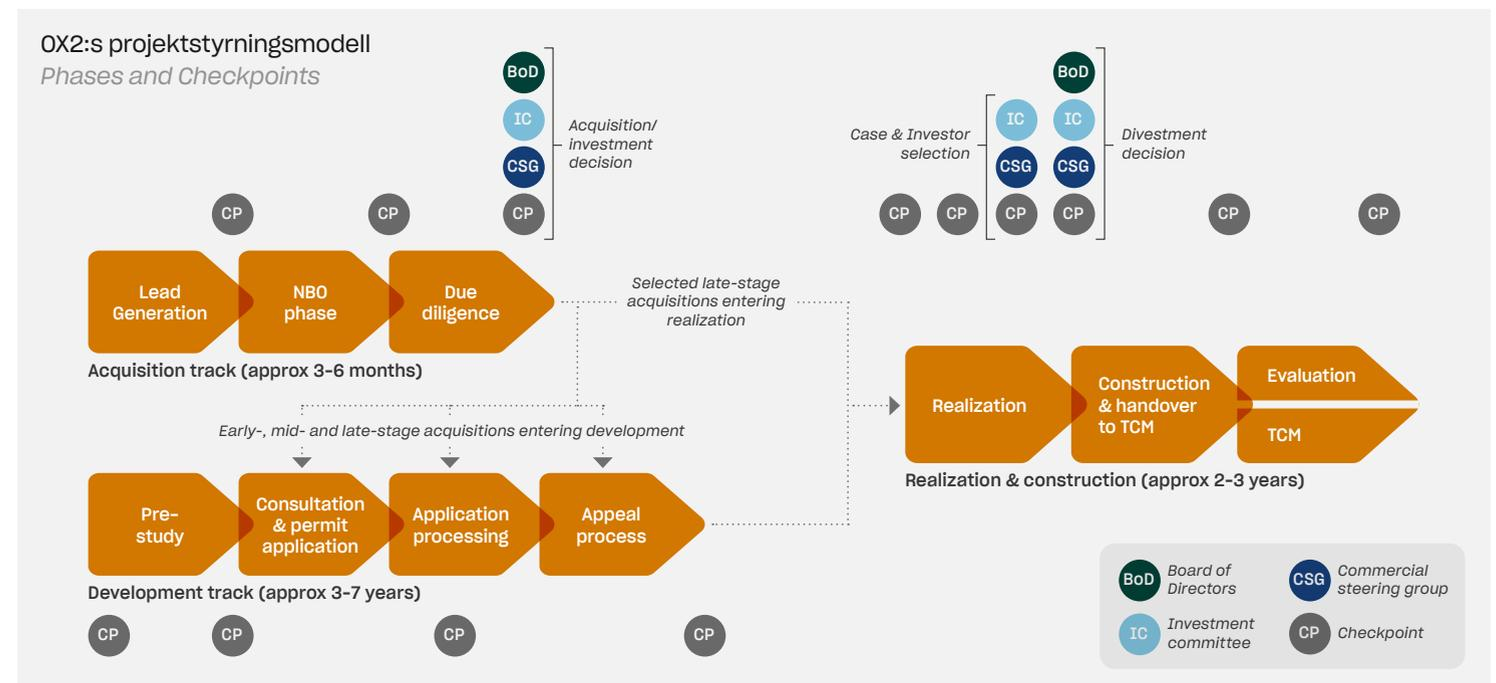 OX2:s projektstyrningsmodell
Phases and Checkpoints
BoD
IC
CSG
CP
CP
CP
Acquisition/
investment
decision
Case & Investor
selection
IC
CSG
CP
CP
CP
BoD
IC
CSG
CP
Divestment
decision
CP
CP
Lead
Generation
NBO
phase
Due
diligence
Acquisition track (approx 3-6 months)
Selected late-stage
acquisitions entering
realization
Early-, mid- and late-stage acquisitions entering development
Pre-
study
Consultation
& permit
application
Application
processing
Appeal
process
Development track (approx 3-7 years)
CP
CP
CP
CP
Realization
Construction
& handover
to TCM
Evaluation
TCM
Realization & construction (approx 2-3 years)
BoD
Board of
Directors
CSG
Commercial
steering group
IC
Investment
committee
CP
Checkpoint